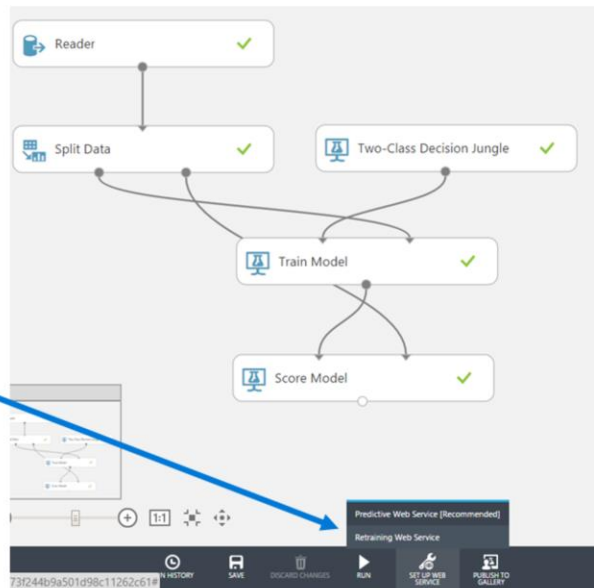 Reader
Split Data
Two-Class Decision Jungle
Train Model
Score Model
1:1
Predictive Web Service [Recommended]
Retraining Web Service
N HISTORY
SAVE
DISCARD CHANGES
RUN
SET UP WEB
SERVICE
PUBLISH TO
GALLERY
73f244b9a501d98c11262c61#